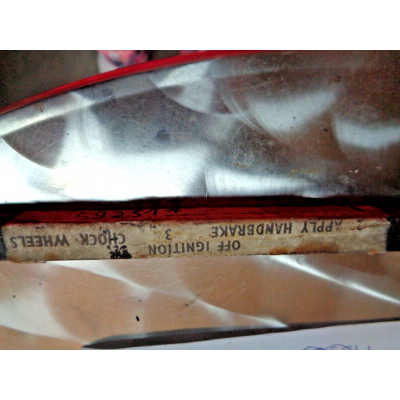 OFF IGNITION
APPLY HANDBRAKE 3 CHOCK WHEELS